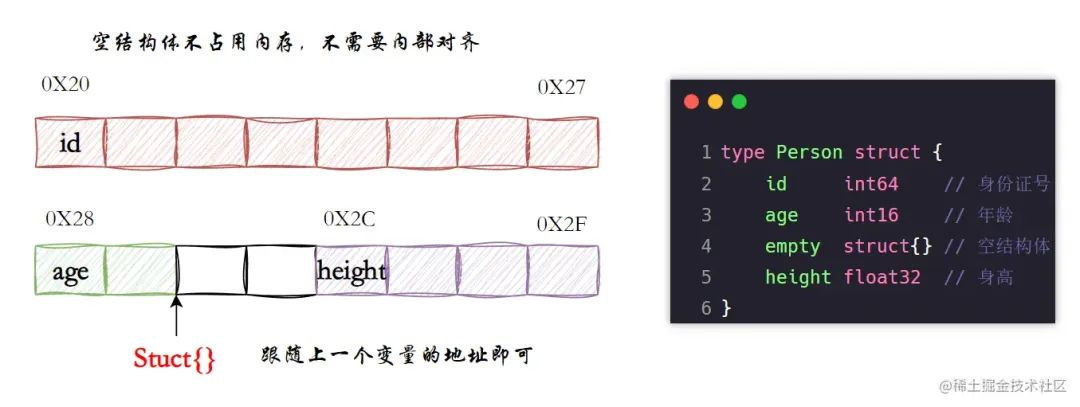 空结构体不占用内存，不需要内部对齐
0X20
0X27
id
0X28
0X2C
0X2F
age
height
Stuct{}
跟随上一个变量的地址即可
1 type Person struct {
2 id int64 // 身份证号
3 age int16 // 年龄
4 empty struct{} // 空结构体
5 height float32 // 身高
6 }
@稀土掘金技术社区